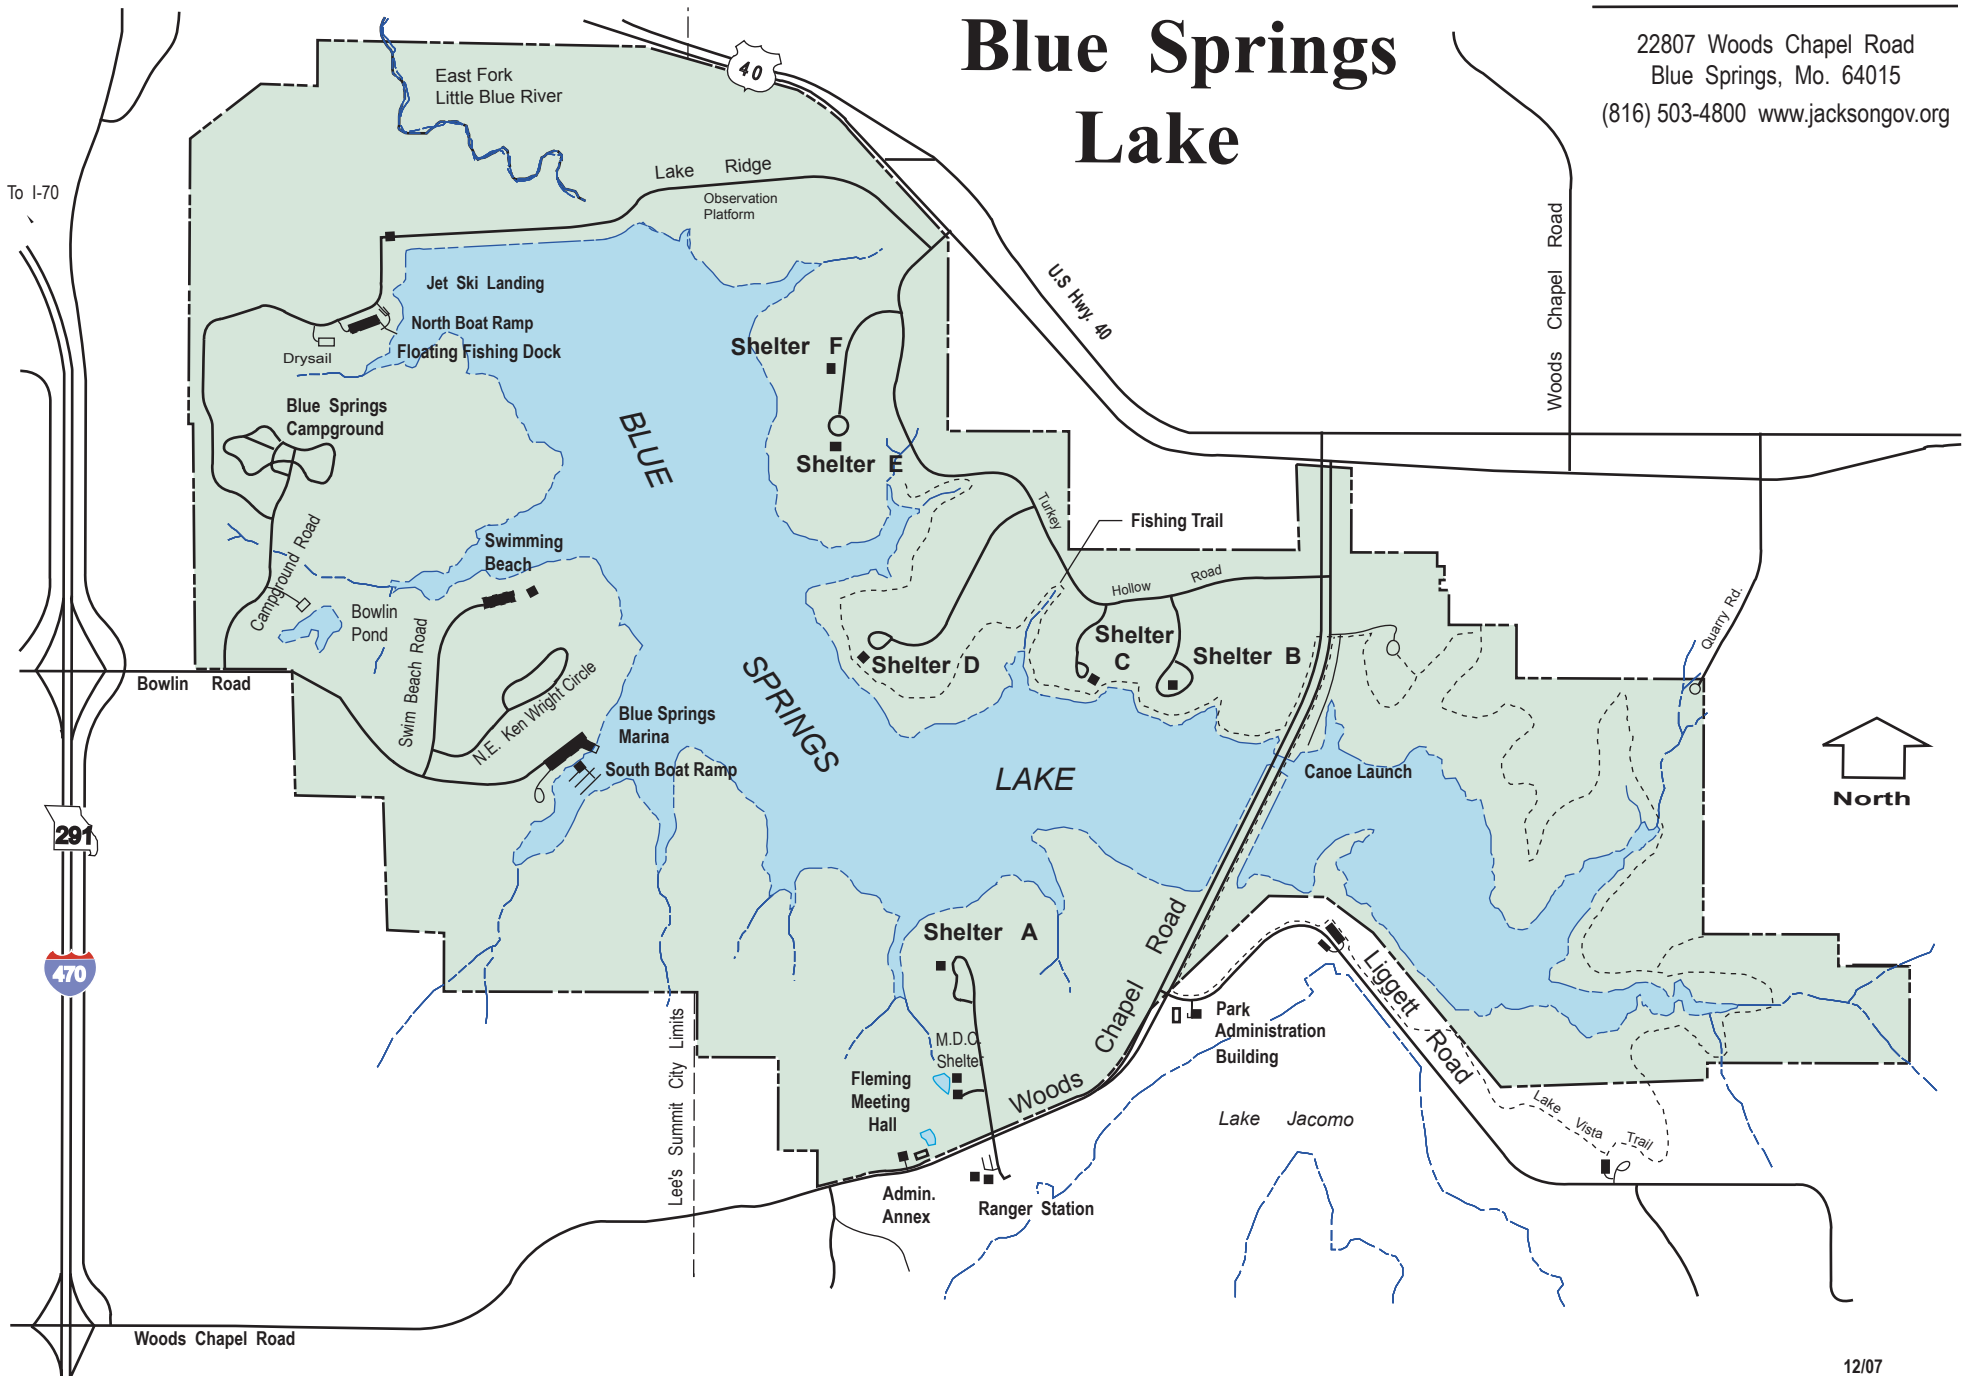 Blue Springs
Lake
22807 Woods Chapel Road
Blue Springs, Mo. 64015
(816) 503-4800 www.jacksongov.org
40
East Fork
Little Blue River
To I-70
Lake Ridge
Observation
Platform
Woods Chapel Road
U.S Hwy. 40
Jet Ski Landing
North Boat Ramp
Floating Fishing Dock
Drysail
Shelter F
Blue Springs
Campground
BLUE
Shelter E
Turkey
Fishing Trail
Swimming
Beach
Campground Road
Hollow Road
Bowlin
Pond
Quarry Rd.
Swim Beach Road
Shelter
C
Shelter B
Shelter D
Bowlin Road
N.E. Ken Wright Circle
SPRINGS
Blue Springs
Marina
South Boat Ramp
LAKE
Canoe Launch
North
291
Shelter A
Chapel Road
470
Liggett Road
Park
Administration
Building
M.D.C.
Shelter
Lee's Summit City Limits
Fleming
Meeting
Hall
Woods
Lake Jacomo
Lake Vista Trail
Admin.
Annex
Ranger Station
Woods Chapel Road
12/07